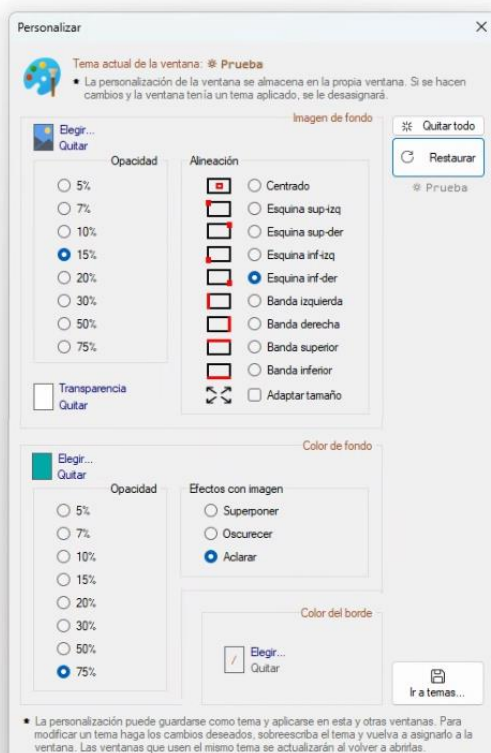 Personalizar
Tema actual de la ventana: Prueba
* La personalización de la ventana se almacena en la propia ventana. Si se hacen
cambios y la ventana tenía un tema aplicado, se le desasignará.
Imagen de fondo
Elegir...
Quitar
Opacidad
5%
7%
10%
15%
20%
30%
50%
75%
Transparencia
Quitar
Alineación
Centrado
Esquina sup-izq
Esquina sup-der
Esquina inf-izq
Esquina inf-der
Banda izquierda
Banda derecha
Banda superior
Banda inferior
Adaptar tamaño
Quitar todo
Restaurar
Prueba
Color de fondo
Elegir...
Quitar
Opacidad
5%
7%
10%
15%
20%
30%
50%
75%
Efectos con imagen
Superponer
Oscurecer
Aclarar
Color del borde
Elegir...
Quitar
Ir a temas...
* La personalización puede guardarse como tema y aplicarse en esta y otras ventanas. Para
modificar un tema haga los cambios deseados, sobreescriba el tema y vuelva a asignarlo a la
ventana. Las ventanas que usen el mismo tema se actualizarán al volver a abrirlas.